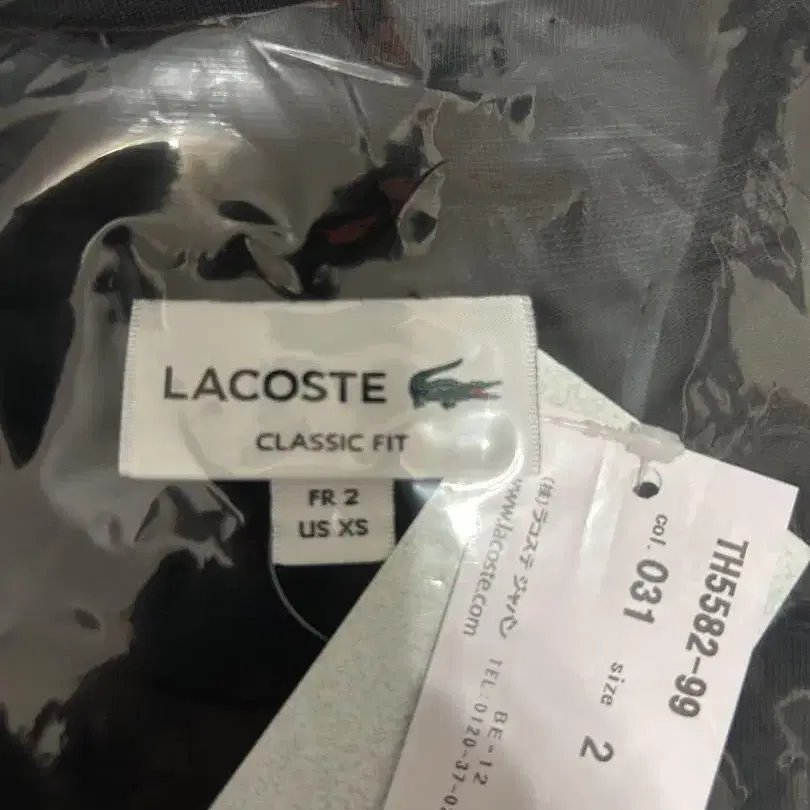 LACOSTE
CLASSIC FIT
FR 2
US XS
TH5582-99
col. 031 size 2
(株)ラコステ ジャパン BE-12
www.lacoste.com TEL:0120-37-0